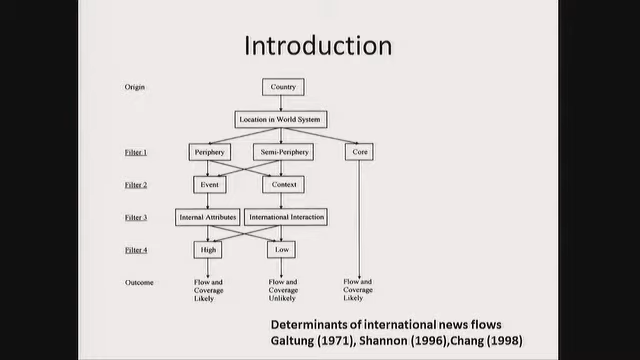 Introduction
Origin
Country
Location in World System
Filter 1
Periphery
Semi-Periphery
Core
Filter 2
Event
Context
Filter 3
Internal Attributes
International Interaction
Filter 4
High
Low
Outcome
Flow and
Coverage
Likely
Flow and
Coverage
Unlikely
Flow and
Coverage
Likely
Determinants of international news flows
Galtung (1971), Shannon (1996),Chang (1998)